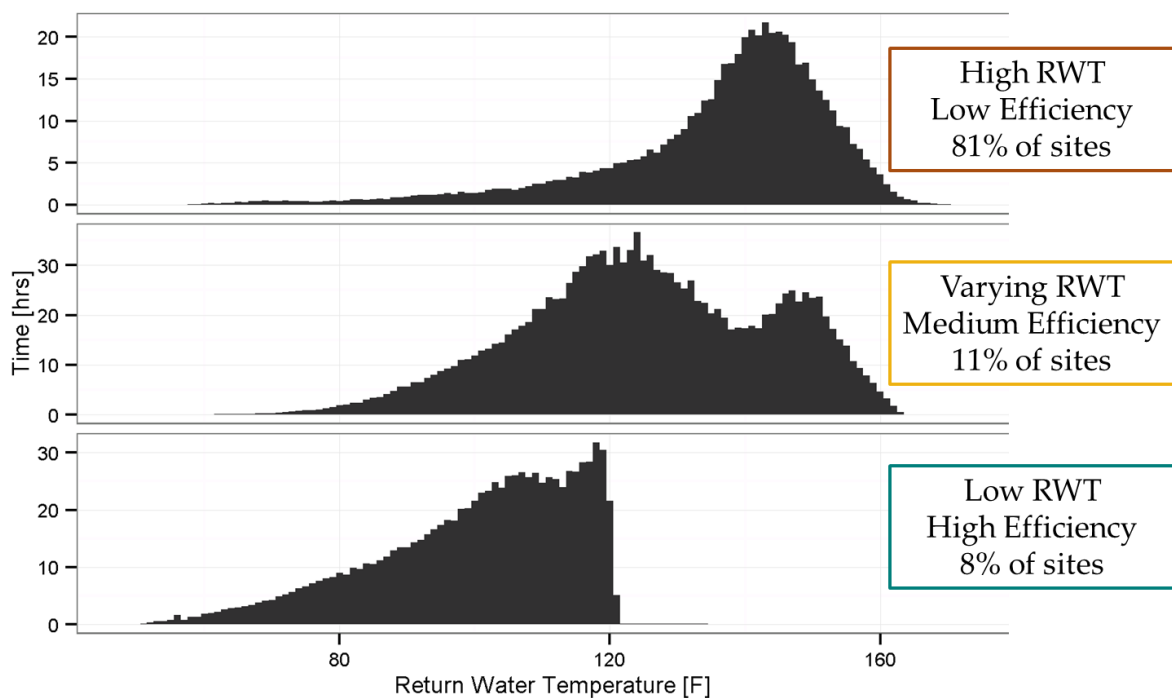 20
15
10
5
0
High RWT
Low Efficiency
81% of sites
30
20
10
0
Varying RWT
Medium Efficiency
11% of sites
30
20
10
0
Low RWT
High Efficiency
8% of sites
Time [hrs]
80 120 160
Return Water Temperature [F]